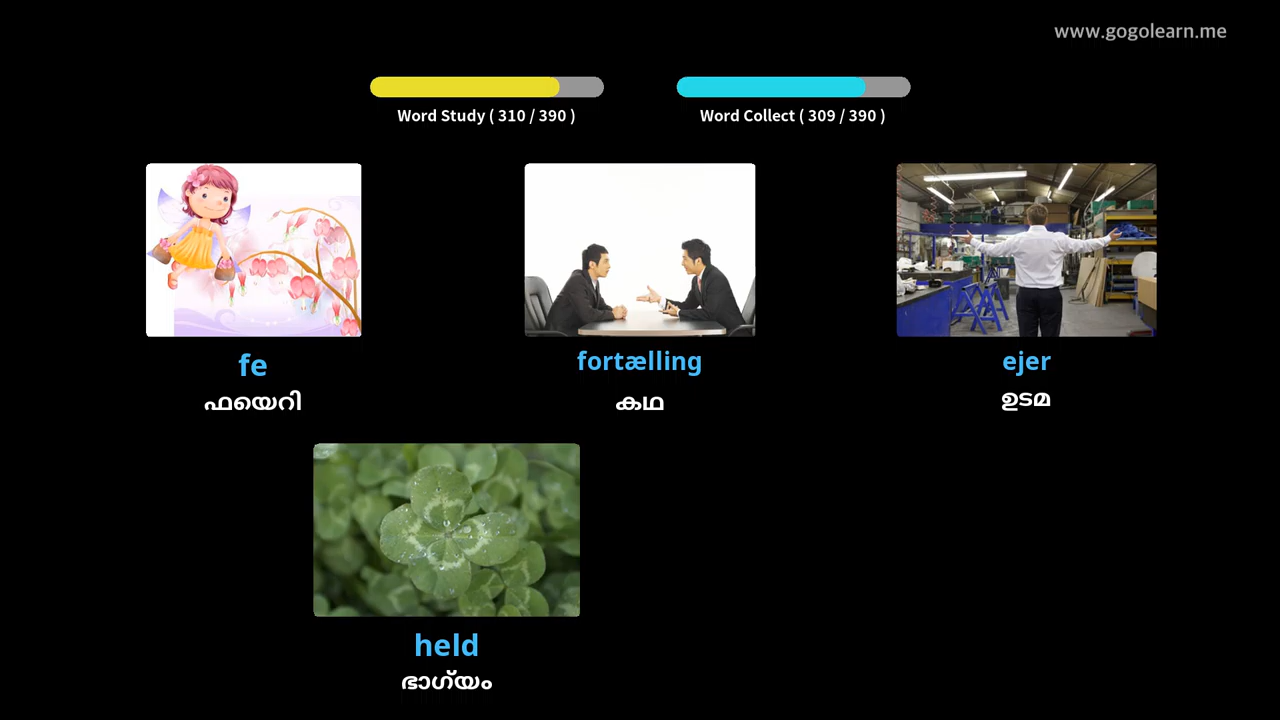 www.gogolearn.me
Word Study ( 310 / 390 )
Word Collect ( 309 / 390 )
fe
fortælling
ejer
ഫയെറി
കഥ
ഉടമ
held
ഭാഗ്യം